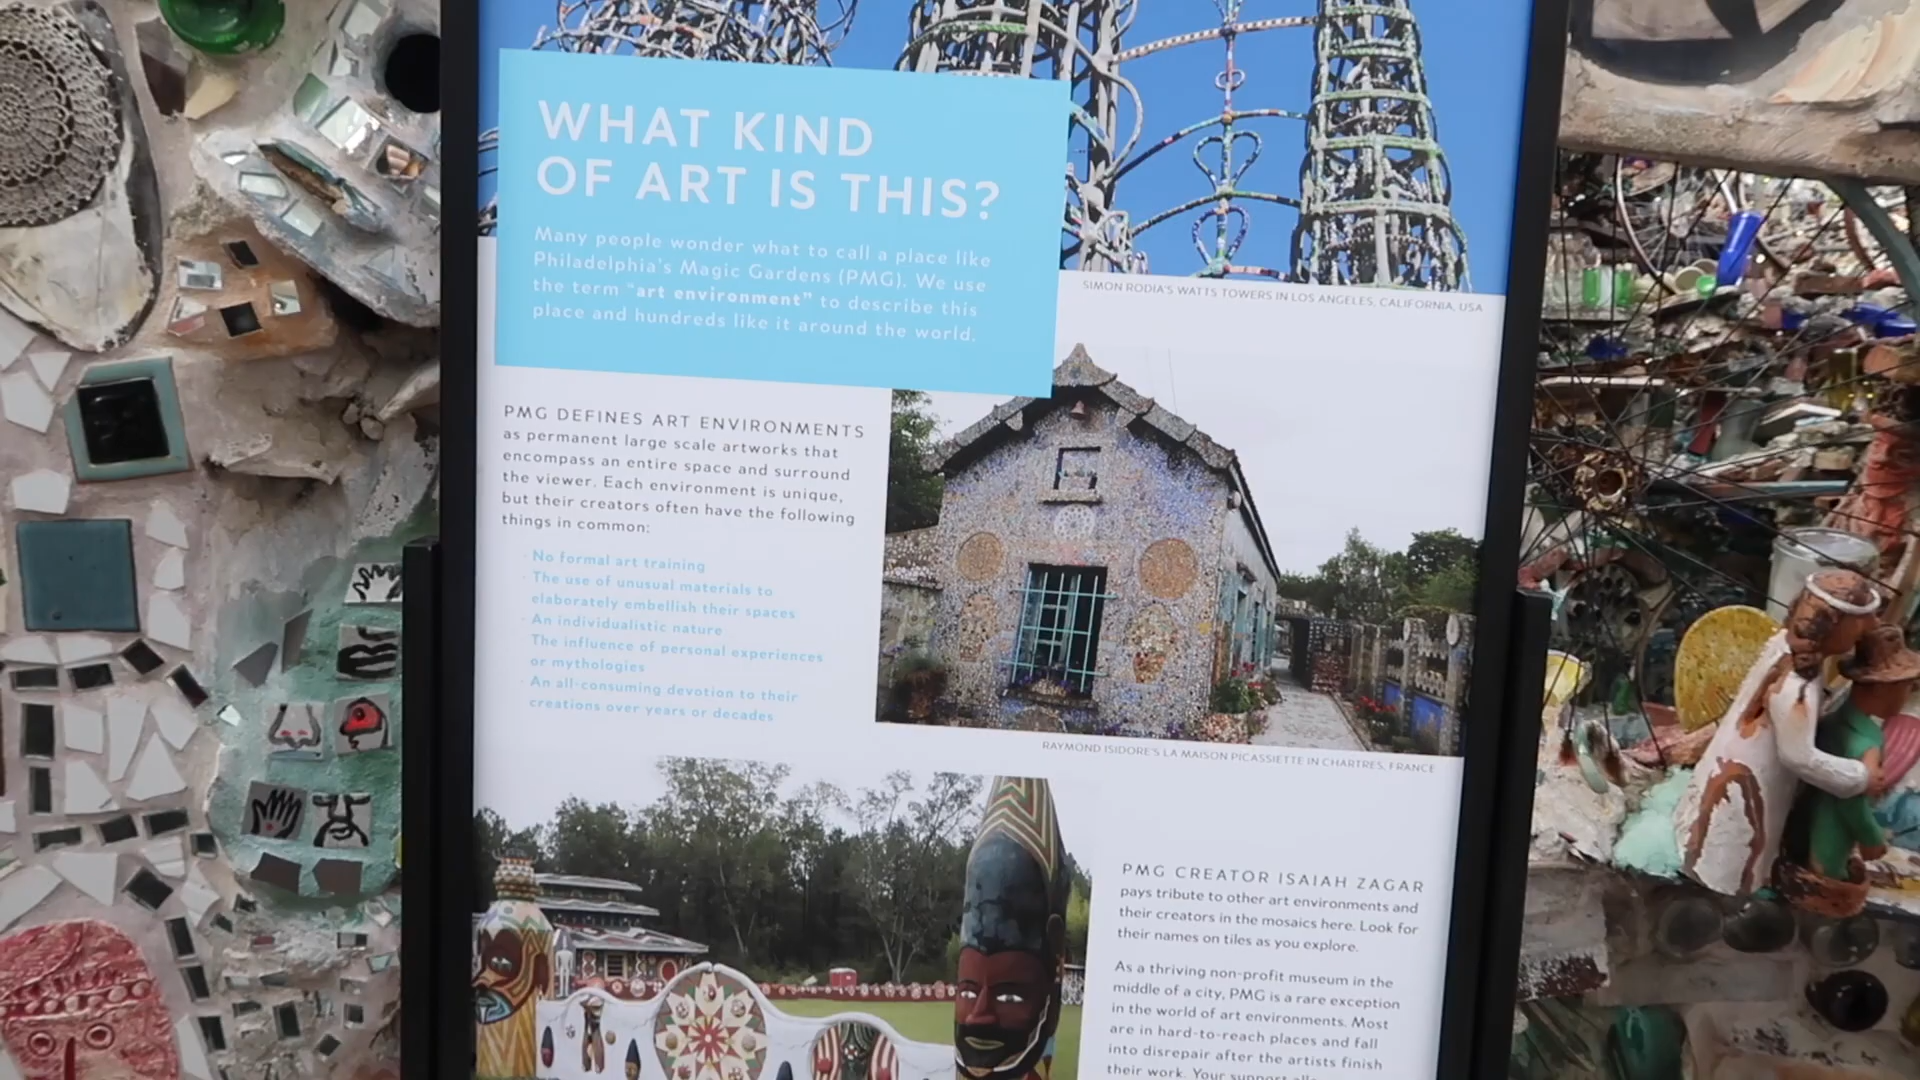 WHAT KIND
OF ART IS THIS?
Many people wonder what to call a place like
Philadelphia's Magic Gardens (PMG). We use
the term "art environment" to describe this
place and hundreds like it around the world.
SIMON RODIA'S WATTS TOWERS IN LOS ANGELES, CALIFORNIA, USA
PMG DEFINES ART ENVIRONMENTS
as permanent large scale artworks that
encompass an entire space and surround
the viewer. Each environment is unique,
but their creators often have the following
things in common:
· No formal art training
· The use of unusual materials to
elaborately embellish their spaces
· An individualistic nature
The influence of personal experiences
or mythologies
· An all-consuming devotion to their
creations over years or decades
RAYMOND ISIDORE'S LA MAISON PICASSIETTE IN CHARTRES, FRANCE
PMG CREATOR ISAIAH ZAGAR
pays tribute to other art environments and
their creators in the mosaics here. Look for
their names on tiles as you explore.
As a thriving non-profit museum in the
middle of a city, PMG is a rare exception
in the world of art environments. Most
are in hard-to-reach places and fall
into disrepair after the artists finish
their work. Your support